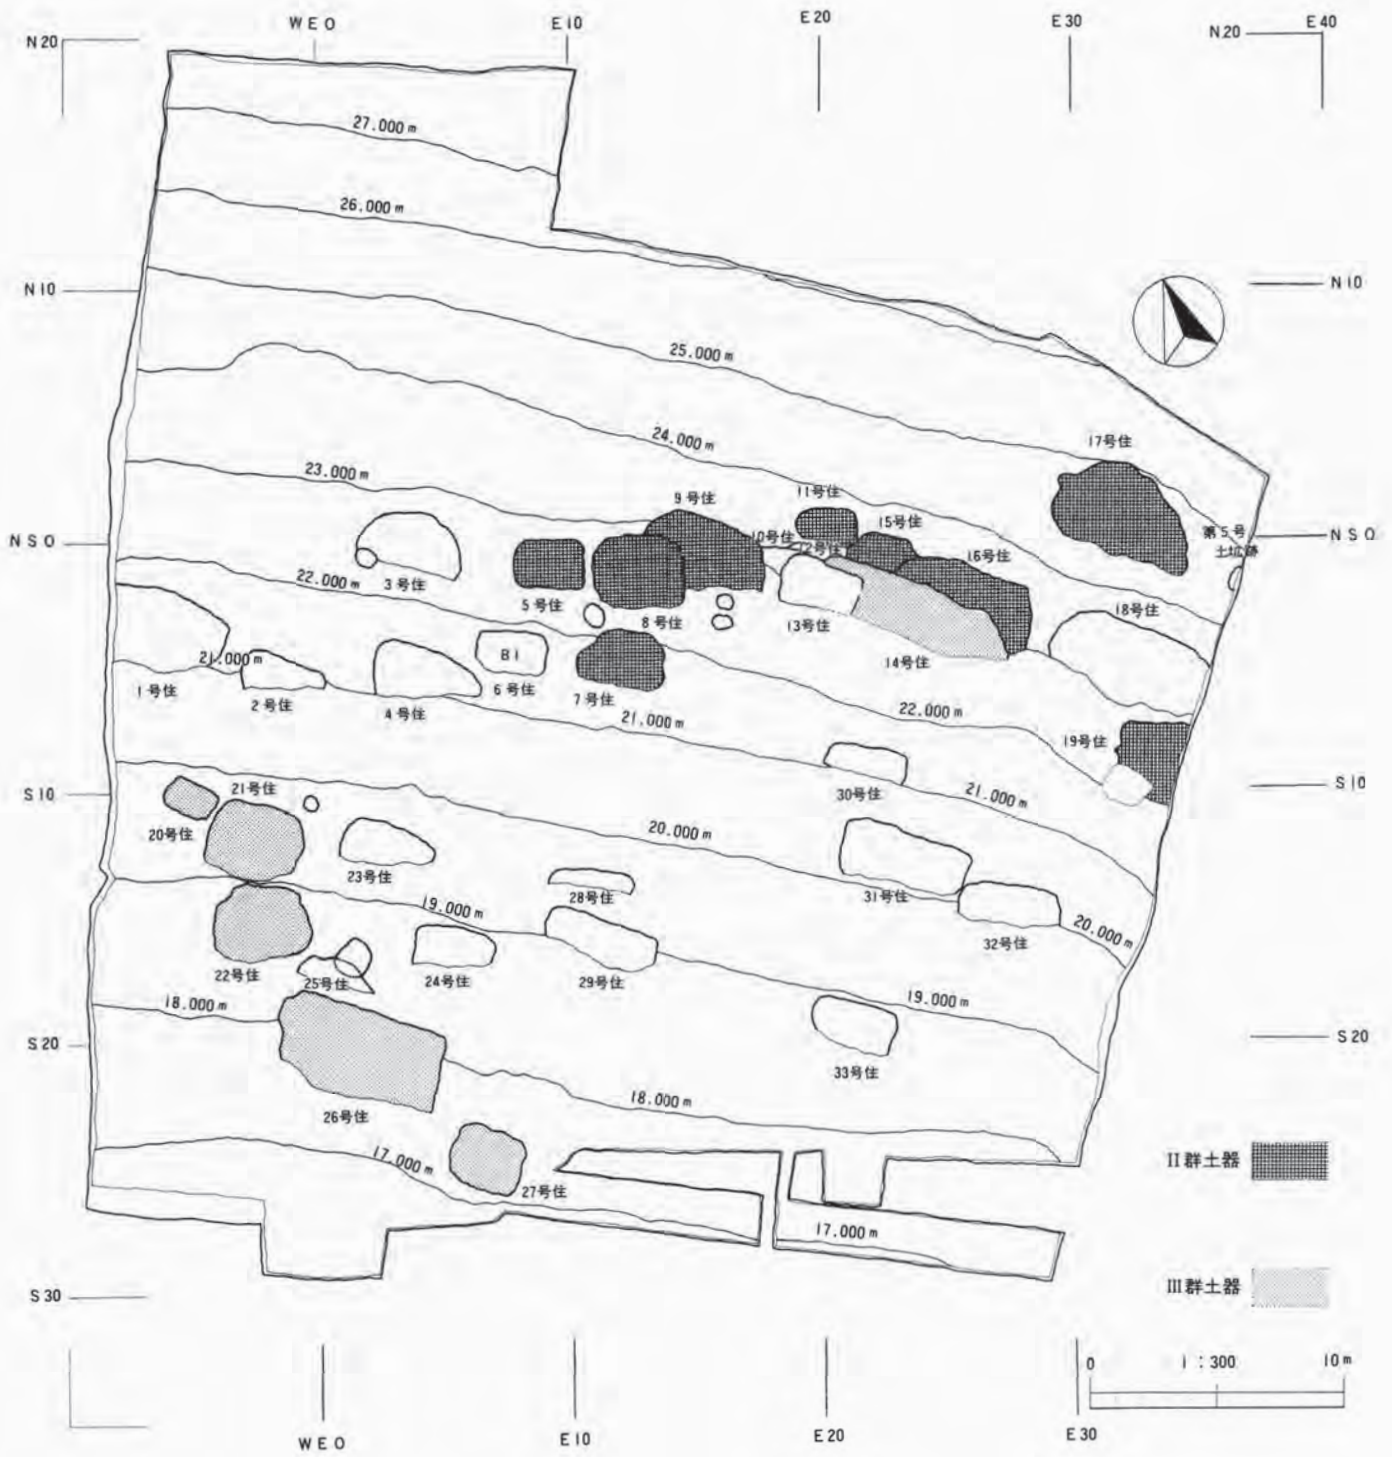 WE0
E10
E20
E30
E40
N20
N20
27.000m
26.000m
N10
N10
25.000m
24.000m
17号住
23.000m
9号住
11号住
10号住
12号住
15号住
16号住
第5号
土坑跡
NS0
NS0
3号住
22.000m
5号住
8号住
13号住
18号住
14号住
B1
21.000m
1号住
2号住
4号住
6号住
7号住
21.000m
22.000m
19号住
30号住
21.000m
S10
S10
21号住
20号住
20.000m
23号住
28号住
31号住
19.000m
32号住
20.000m
22号住
25号住
24号住
29号住
18.000m
19.000m
S20
S20
33号住
26号住
18.000m
17.000m
27号住
17.000m
II群土器
III群土器
S30
0
1:300
10m
WE0
E10
E20
E30